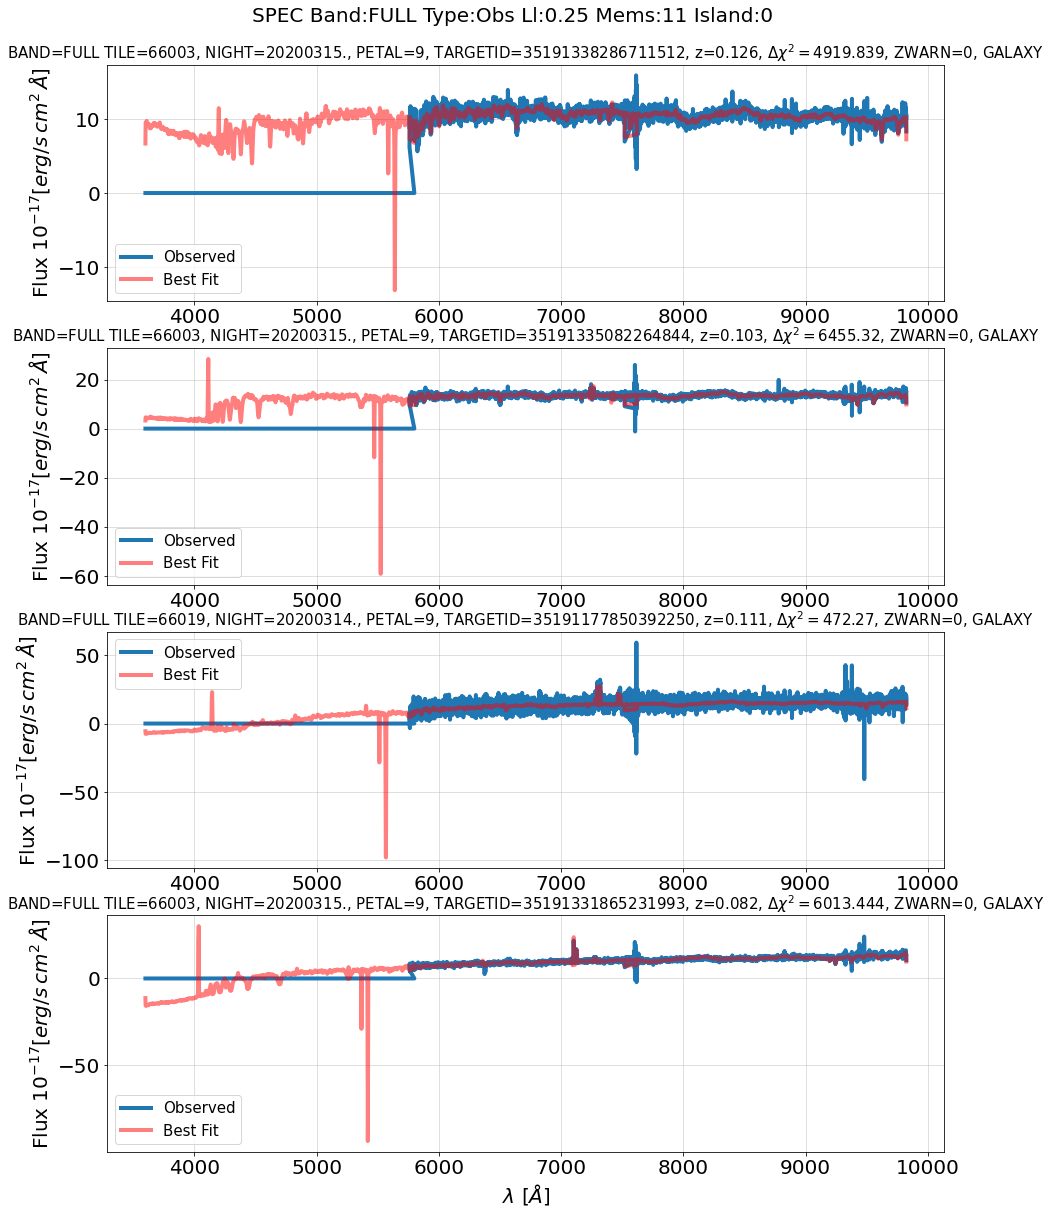 SPEC Band:FULL Type:Obs Ll:0.25 Mems:11 Island:0
BAND=FULL TILE=66003, NIGHT=20200315., PETAL=9, TARGETID=35191338286711512, z=0.126, Δχ² = 4919.839, ZWARN=0, GALAXY
Flux 10⁻¹⁷[erg/s cm² Å]
10
0
−10
Observed
Best Fit
4000 5000 6000 7000 8000 9000 10000
BAND=FULL TILE=66003, NIGHT=20200315., PETAL=9, TARGETID=35191335082264844, z=0.103, Δχ² = 6455.32, ZWARN=0, GALAXY
Flux 10⁻¹⁷[erg/s cm² Å]
20
0
−20
−40
−60
Observed
Best Fit
4000 5000 6000 7000 8000 9000 10000
BAND=FULL TILE=66019, NIGHT=20200314., PETAL=9, TARGETID=35191177850392250, z=0.111, Δχ² = 472.27, ZWARN=0, GALAXY
Flux 10⁻¹⁷[erg/s cm² Å]
50
0
−50
−100
Observed
Best Fit
4000 5000 6000 7000 8000 9000 10000
BAND=FULL TILE=66003, NIGHT=20200315., PETAL=9, TARGETID=35191331865231993, z=0.082, Δχ² = 6013.444, ZWARN=0, GALAXY
Flux 10⁻¹⁷[erg/s cm² Å]
0
−50
Observed
Best Fit
4000 5000 6000 7000 8000 9000 10000
λ [Å]